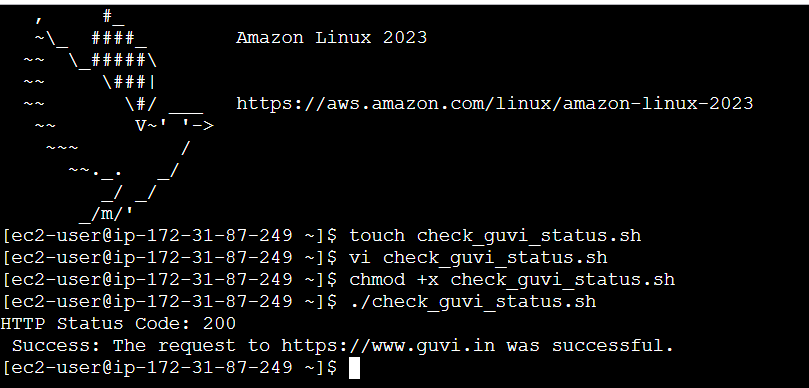 ,     #_
   ~\_  ####_        Amazon Linux 2023
  ~~  \_#####\
  ~~     \###|
  ~~       \#/ ___   https://aws.amazon.com/linux/amazon-linux-2023
   ~~       V~' '->
    ~~~         /
      ~~._.   _/
         _/ _/
       _/m/'
[ec2-user@ip-172-31-87-249 ~]$ touch check_guvi_status.sh
[ec2-user@ip-172-31-87-249 ~]$ vi check_guvi_status.sh
[ec2-user@ip-172-31-87-249 ~]$ chmod +x check_guvi_status.sh
[ec2-user@ip-172-31-87-249 ~]$ ./check_guvi_status.sh
HTTP Status Code: 200
 Success: The request to https://www.guvi.in was successful.
[ec2-user@ip-172-31-87-249 ~]$